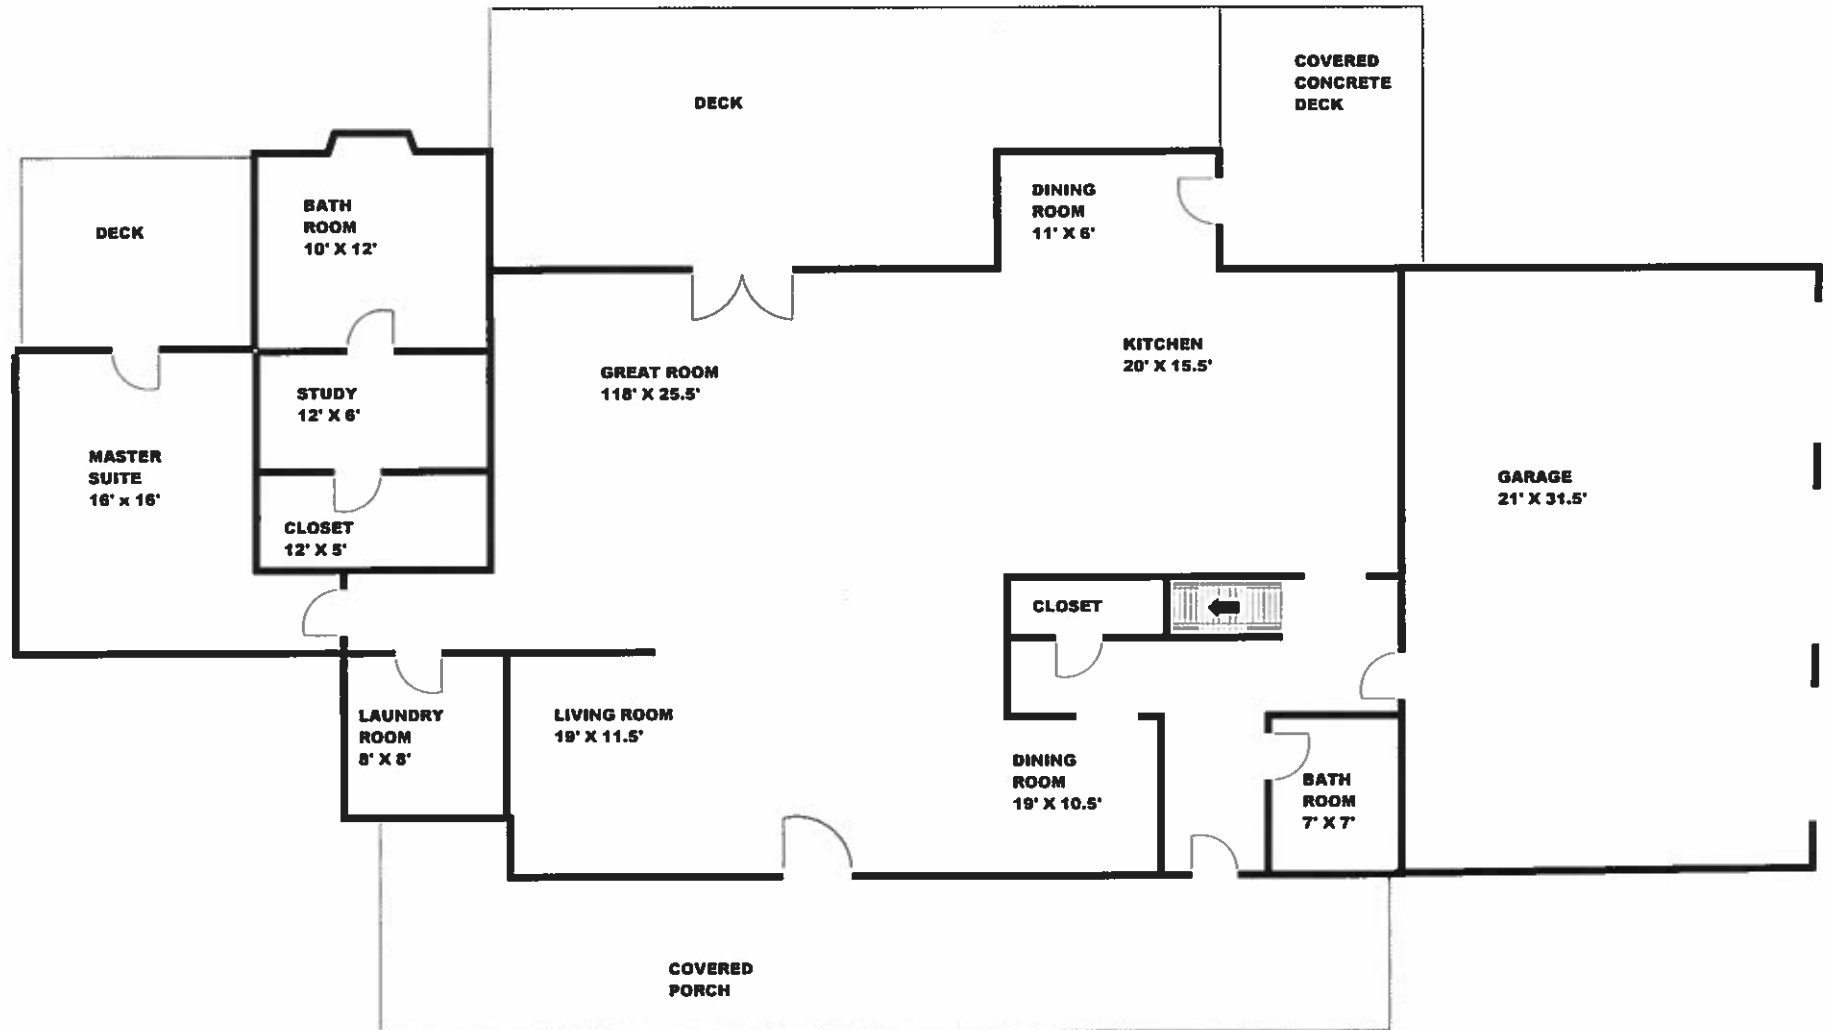 DECK
COVERED
CONCRETE
DECK
DECK
BATH
ROOM
10' X 12'
DINING
ROOM
11' X 6'
KITCHEN
20' X 15.5'
GREAT ROOM
118' X 25.5'
STUDY
12' X 6'
MASTER
SUITE
16' x 16'
GARAGE
21' X 31.5'
CLOSET
12' X 5'
CLOSET
LAUNDRY
ROOM
8' X 8'
LIVING ROOM
19' X 11.5'
DINING
ROOM
19' X 10.5'
BATH
ROOM
7' X 7'
COVERED
PORCH